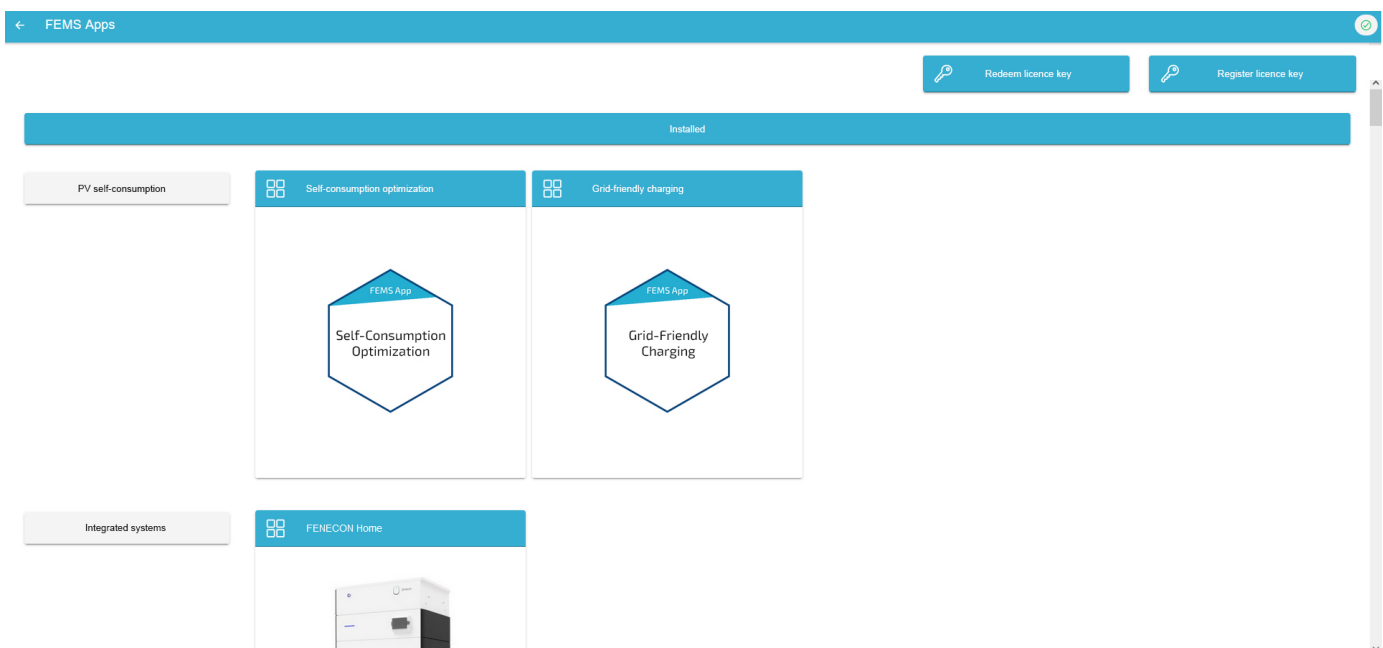 FEMS Apps
Redeem licence key
Register licence key
Installed
PV self-consumption
Self-consumption optimization
Grid-friendly charging
FEMS App
Self-Consumption
Optimization
FEMS App
Grid-Friendly
Charging
Integrated systems
FENECON Home